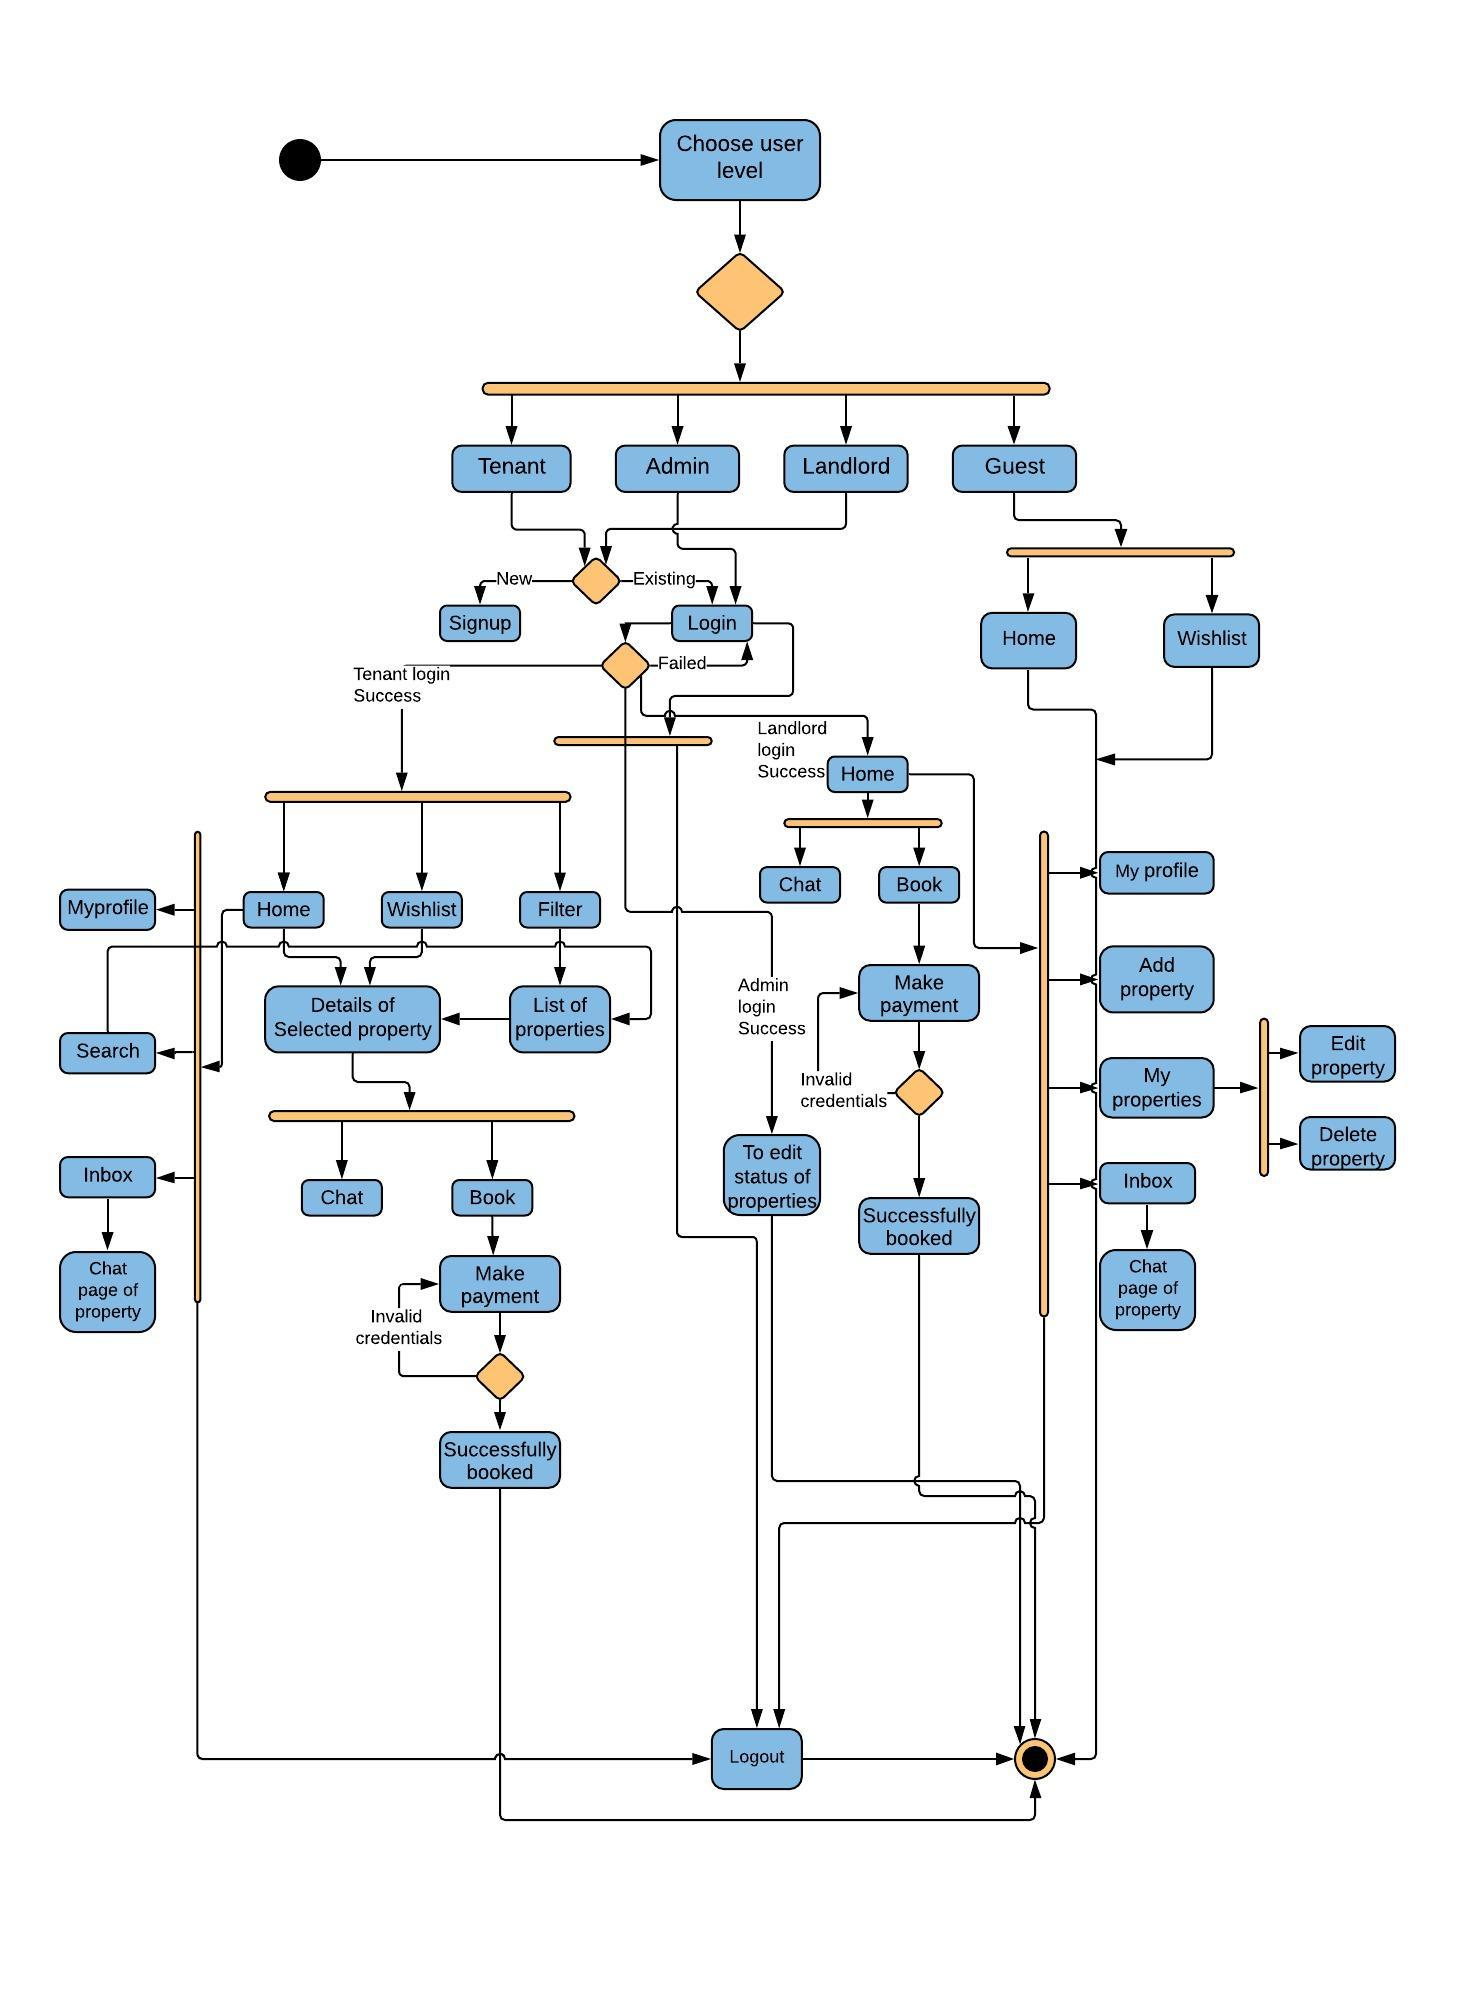 Choose user
level
Tenant
Admin
Landlord
Guest
New
Existing
Signup
Login
Home
Wishlist
Failed
Tenant login
Success
Landlord
login
Success
Home
Chat
Book
My profile
Myprofile
Home
Wishlist
Filter
Add
property
Make
payment
Admin
login
Success
Details of
Selected property
List of
properties
Search
Edit
property
My
properties
Invalid
credentials
Delete
property
To edit
status of
properties
Inbox
Inbox
Chat
Book
Successfully
booked
Chat
page of
property
Make
payment
Chat
page of
property
Invalid
credentials
Successfully
booked
Logout